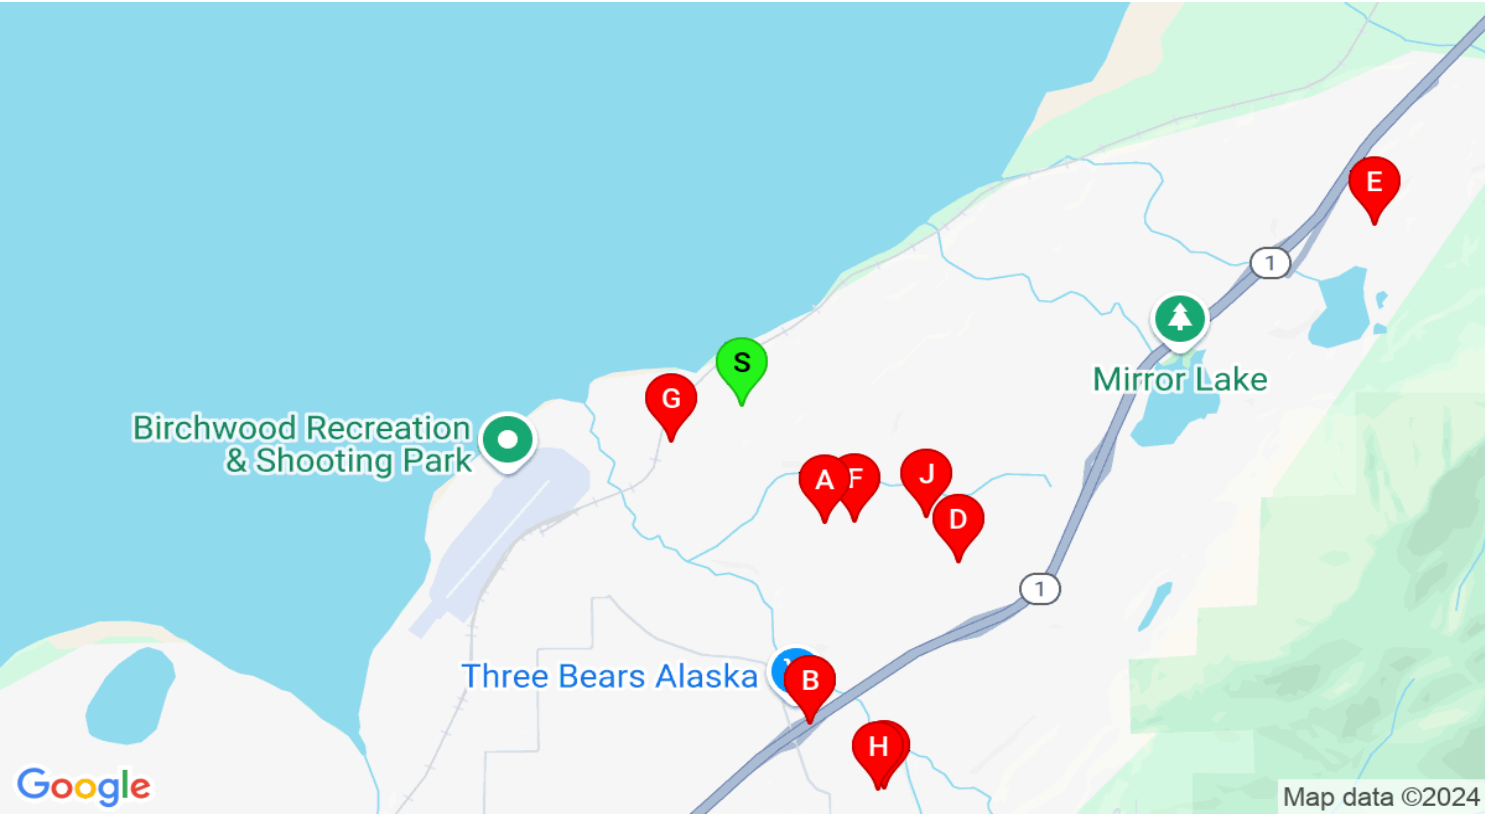 E
1
S
Mirror Lake
G
Birchwood Recreation
& Shooting Park
A
F
J
D
1
Three Bears Alaska
B
H
Google
Map data ©2024